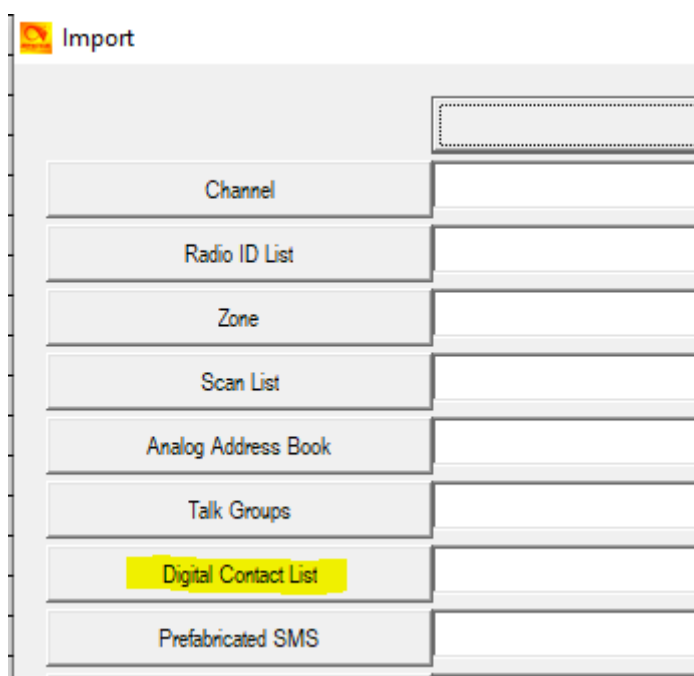 Import
Channel
Radio ID List
Zone
Scan List
Analog Address Book
Talk Groups
Digital Contact List
Prefabricated SMS